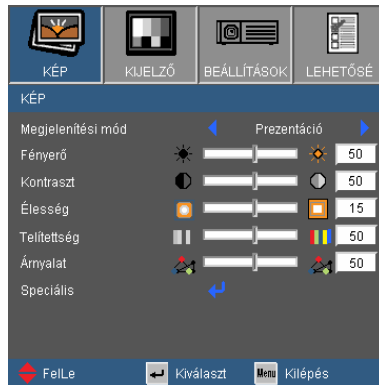 KÉP KIJELZŐ BEÁLLÍTÁSOK LEHETŐSÉ
KÉP
Megjelenítési mód Prezentáció
Fényerő 50
Kontraszt 50
Élesség 15
Telítettség 50
Árnyalat 50
Speciális
FelLe Kiválaszt Menu Kilépés